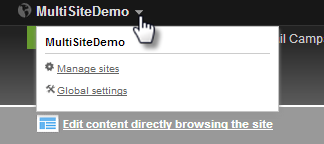 MultiSiteDemo
MultiSiteDemo
il Camp
Manage sites
Global settings
Edit content directly browsing the site